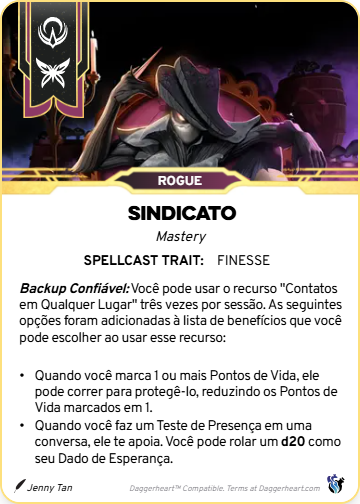 ROGUE
SINDICATO
Mastery
SPELLCAST TRAIT: FINESSE
Backup Confiável: Você pode usar o recurso "Contatos
em Qualquer Lugar" três vezes por sessão. As seguintes
opções foram adicionadas à lista de benefícios que você
pode escolher ao usar esse recurso:
• Quando você marca 1 ou mais Pontos de Vida, ele
pode correr para protegê-lo, reduzindo os Pontos de
Vida marcados em 1.
• Quando você faz um Teste de Presença em uma
conversa, ele te apoia. Você pode rolar um d20 como
seu Dado de Esperança.
Jenny Tan
Daggerheart™ Compatible. Terms at Daggerheart.com